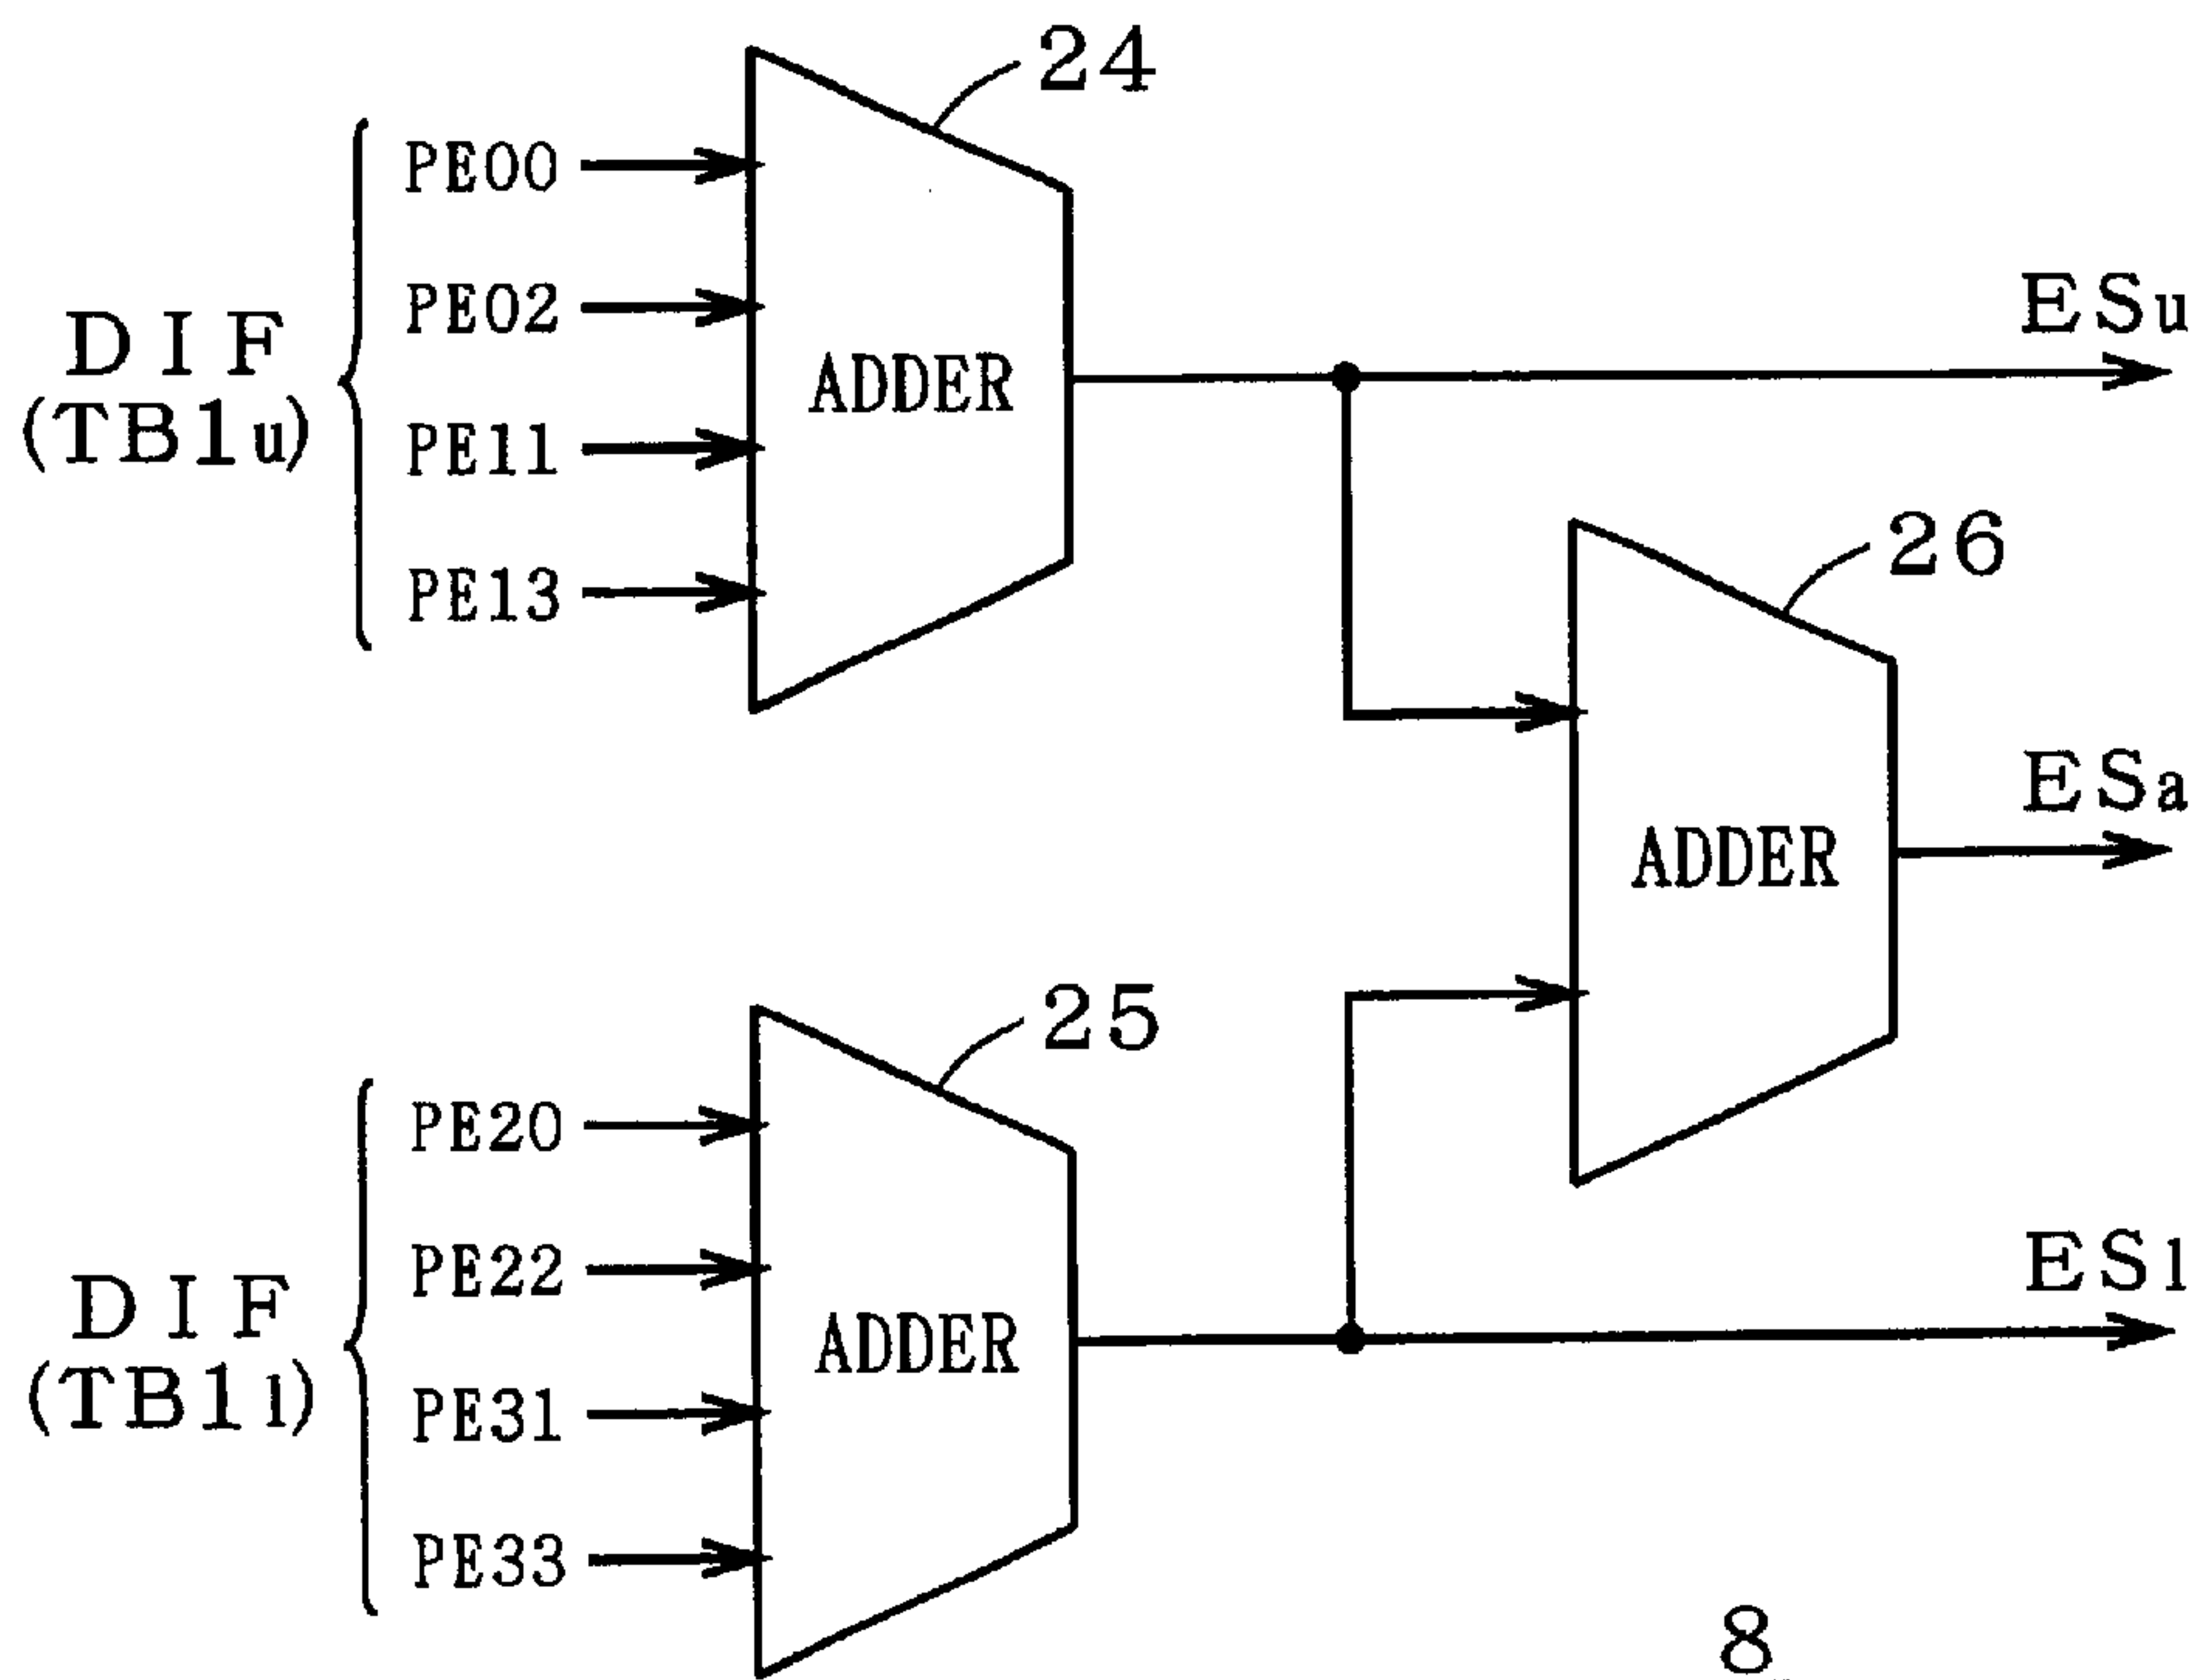 24
PE00
PE02
DIF
(TB1u)
ADDER
PE11
PE13
ESu
26
ESa
ADDER
25
PE20
PE22
DIF
(TB1l)
ADDER
PE31
PE33
ESl
8